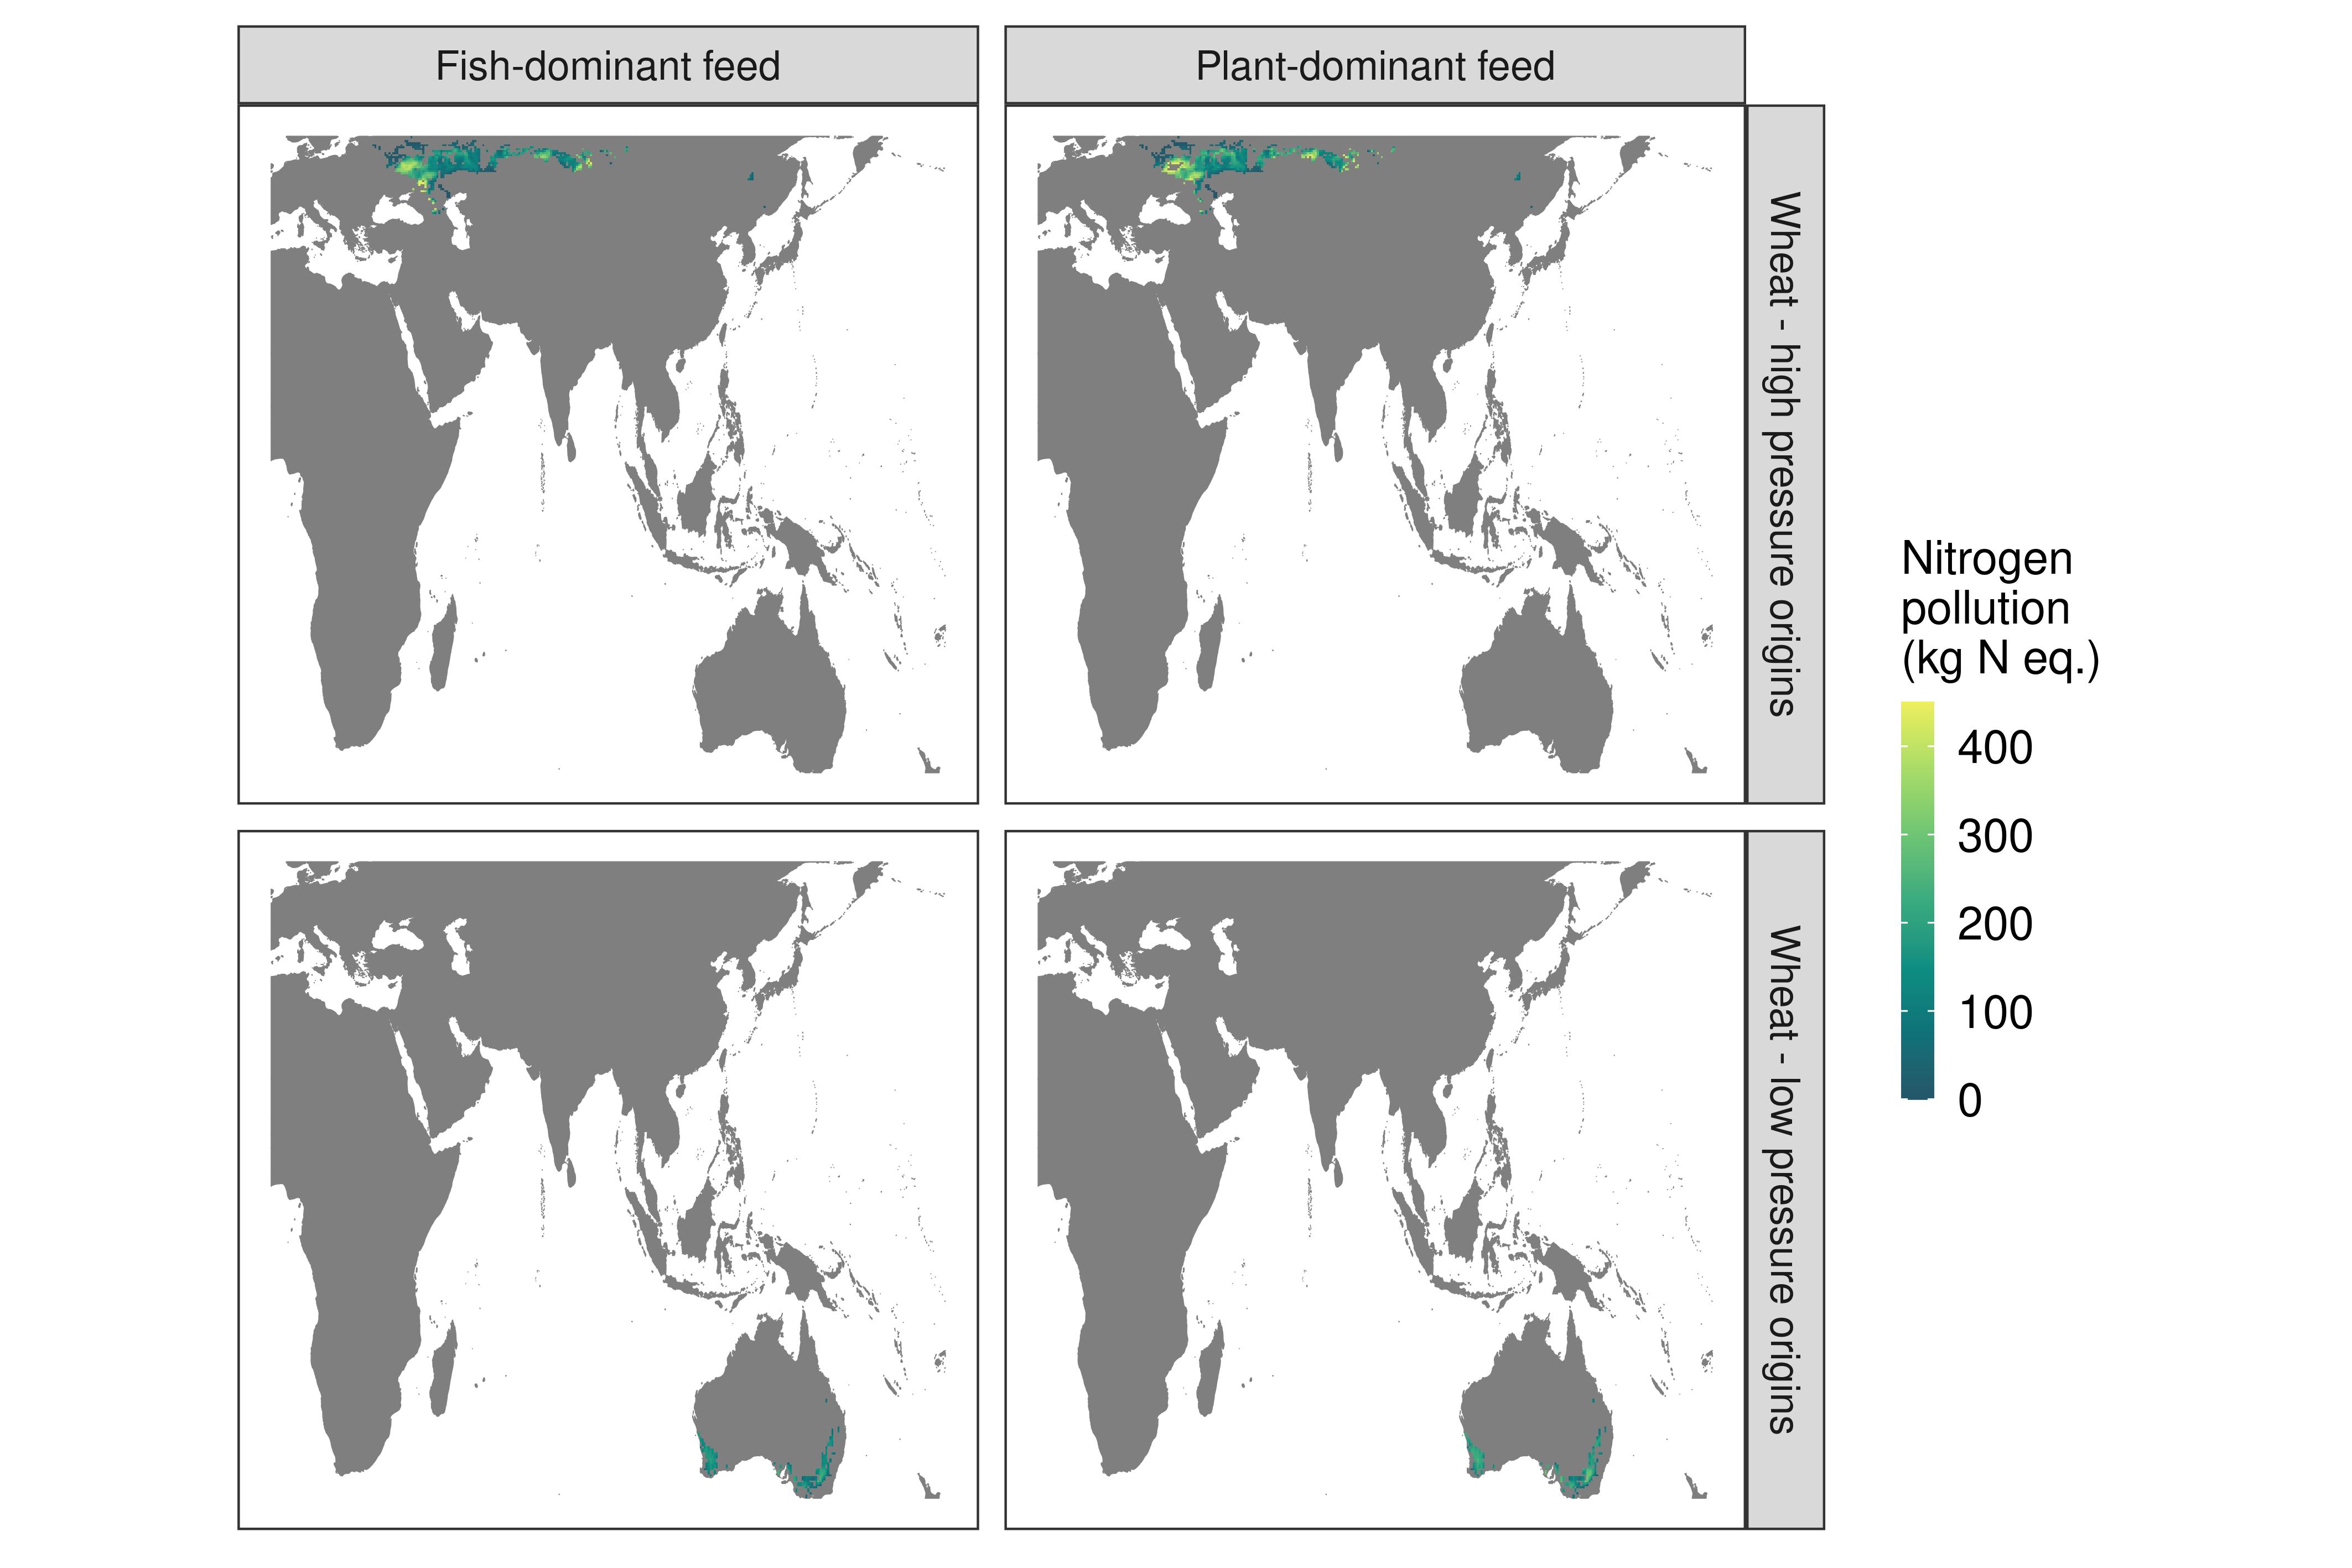 Fish-dominant feed
Plant-dominant feed
Wheat - high pressure origins
Wheat - low pressure origins
Nitrogen
pollution
(kg N eq.)
400
300
200
100
0